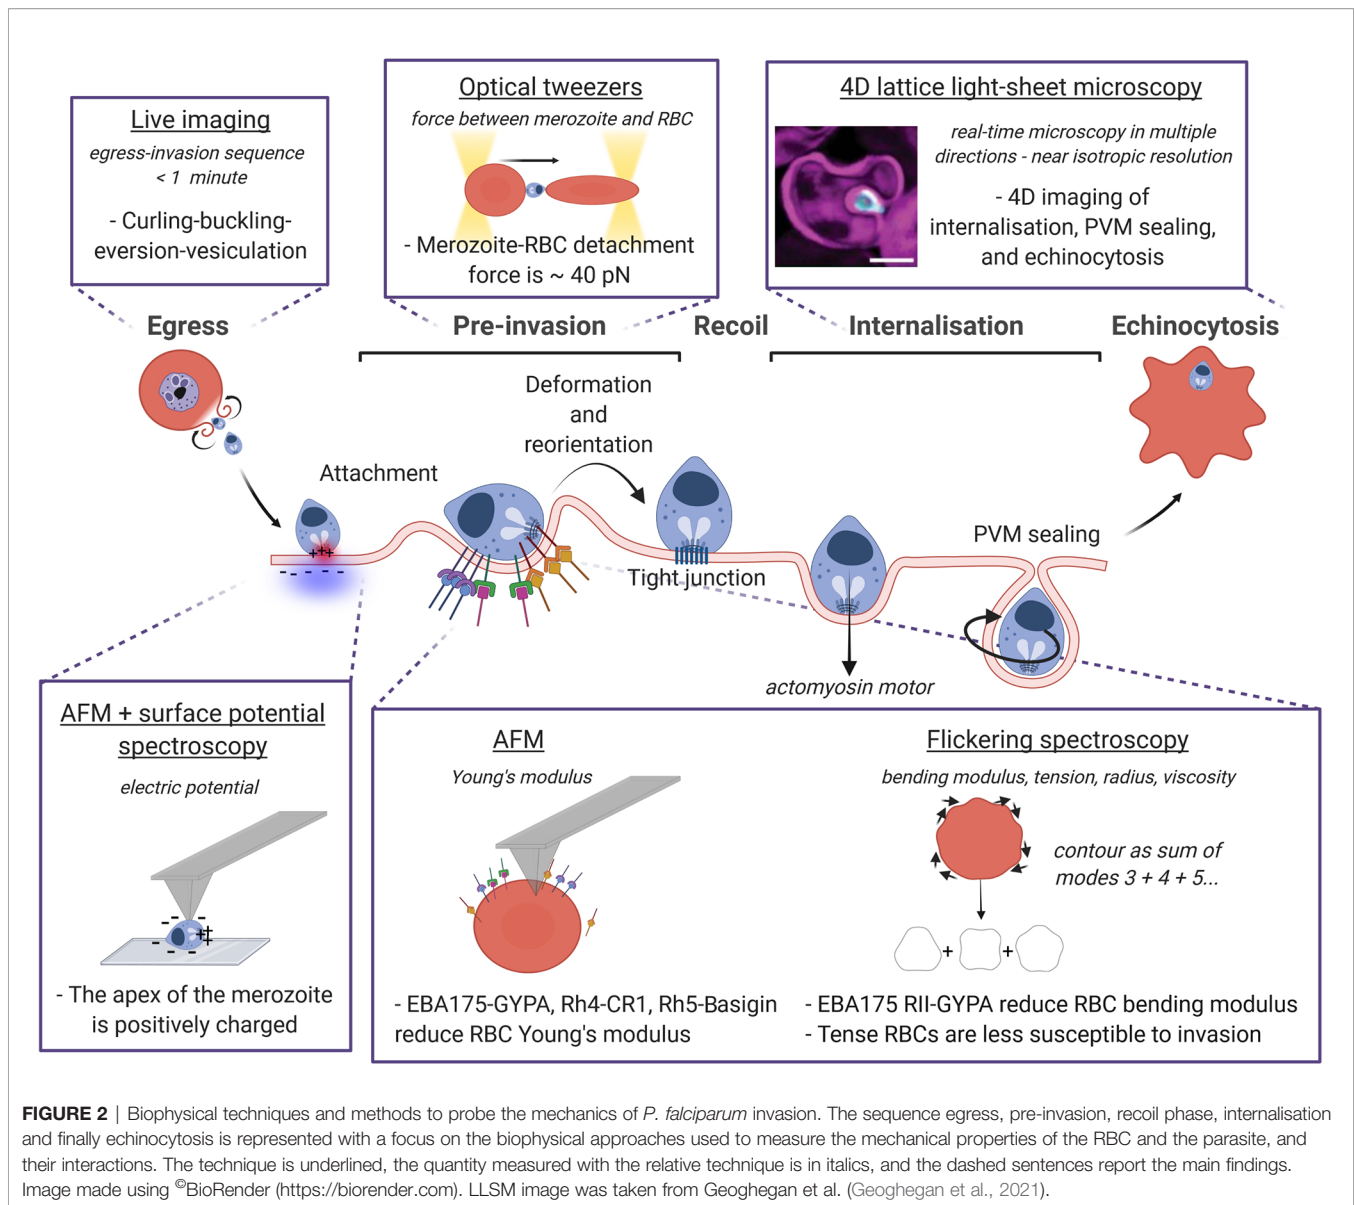 Live imaging
egress-invasion sequence
< 1 minute
- Curling-buckling-
eversion-vesiculation
Optical tweezers
force between merozoite and RBC
- Merozoite-RBC detachment
force is ~ 40 pN
4D lattice light-sheet microscopy
real-time microscopy in multiple
directions - near isotropic resolution
- 4D imaging of
internalisation, PVM sealing,
and echinocytosis
Egress
Pre-invasion
Recoil
Internalisation
Echinocytosis
Deformation
and
reorientation
Attachment
+++
- - - - -
Tight junction
PVM sealing
actomyosin motor
AFM + surface potential
spectroscopy
electric potential
- The apex of the merozoite
is positively charged
AFM
Young's modulus
- EBA175-GYPA, Rh4-CR1, Rh5-Basigin
reduce RBC Young's modulus
Flickering spectroscopy
bending modulus, tension, radius, viscosity
contour as sum of
modes 3 + 4 + 5...
+ +
- EBA175 RII-GYPA reduce RBC bending modulus
- Tense RBCs are less susceptible to invasion
FIGURE 2 | Biophysical techniques and methods to probe the mechanics of P. falciparum invasion. The sequence egress, pre-invasion, recoil phase, internalisation
and finally echinocytosis is represented with a focus on the biophysical approaches used to measure the mechanical properties of the RBC and the parasite, and
their interactions. The technique is underlined, the quantity measured with the relative technique is in italics, and the dashed sentences report the main findings.
Image made using ©BioRender (https://biorender.com). LLSM image was taken from Geoghegan et al. (Geoghegan et al., 2021).